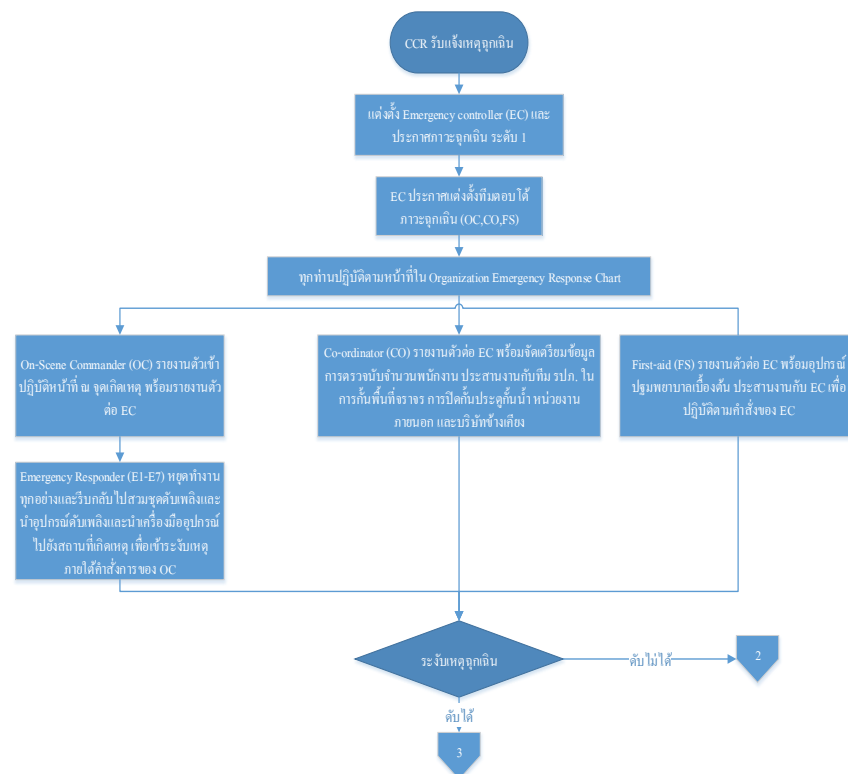 CCR รับแจ้งเหตุฉุกเฉิน
แต่งตั้ง Emergency controller (EC) และ
ประกาศภาวะฉุกเฉิน ระดับ 1
EC ประกาศแต่งตั้งทีมตอบโต้
ภาวะฉุกเฉิน (OC,CO,FS)
ทุกท่านปฏิบัติตามหน้าที่ใน Organization Emergency Response Chart
On-Scene Commander (OC) รายงานตัวเข้า
ปฏิบัติหน้าที่ ณ จุดเกิดเหตุ พร้อมรายงานตัว
ต่อ EC
Co-ordinator (CO) รายงานตัวต่อ EC พร้อมจัดเตรียมข้อมูล
การตรวจนับจำนวนพนักงาน ประสานงานกับทีม รปภ. ใน
การกั้นพื้นที่จราจร การปิดกั้นประตูกั้นน้ำ หน่วยงาน
ภายนอก และบริษัทข้างเคียง
First-aid (FS) รายงานตัวต่อ EC พร้อมอุปกรณ์
ปฐมพยาบาลเบื้องต้น ประสานงานกับ EC เพื่อ
ปฏิบัติตามคำสั่งของ EC
Emergency Responder (E1-E7) หยุดทำงาน
ทุกอย่างและรีบกลับไปสวมชุดดับเพลิงและ
นำอุปกรณ์ดับเพลิงและนำเครื่องมืออุปกรณ์
ไปยังสถานที่เกิดเหตุ เพื่อเข้าระงับเหตุ
ภายใต้คำสั่งการของ OC
ระงับเหตุฉุกเฉิน
ดับไม่ได้
2
ดับได้
3